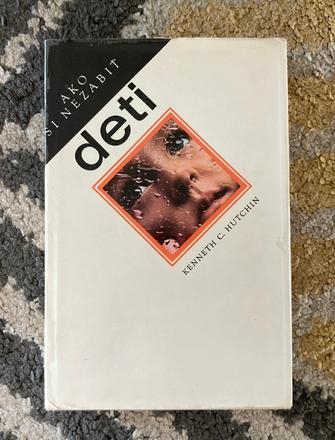 AKO
SI NEZABIŤ
deti
KENNETH C. HUTCHIN